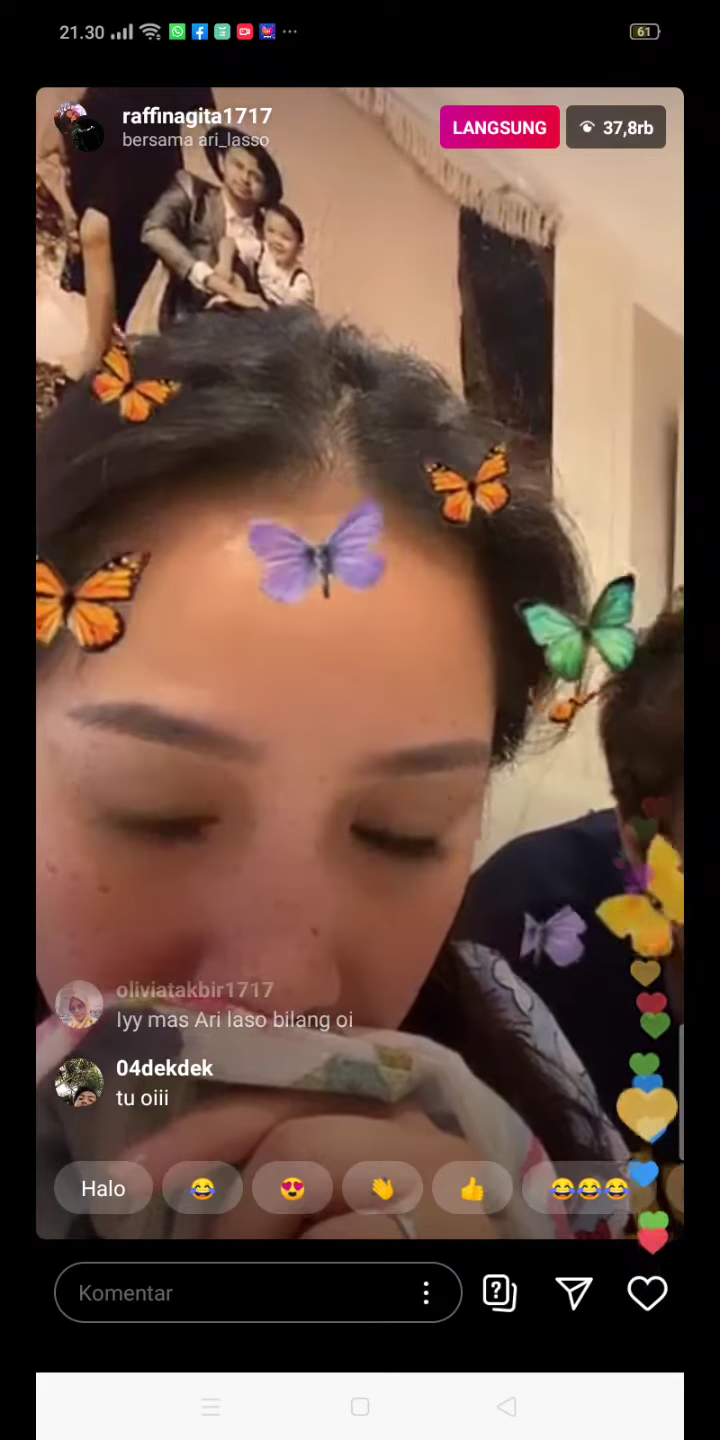 21.30
61
raffinagita1717
bersama ari_lasso
LANGSUNG
37,8rb
oliviatakbir1717
Iyy mas Ari laso bilang oi
04dekdek
tu oiii
Halo
Komentar